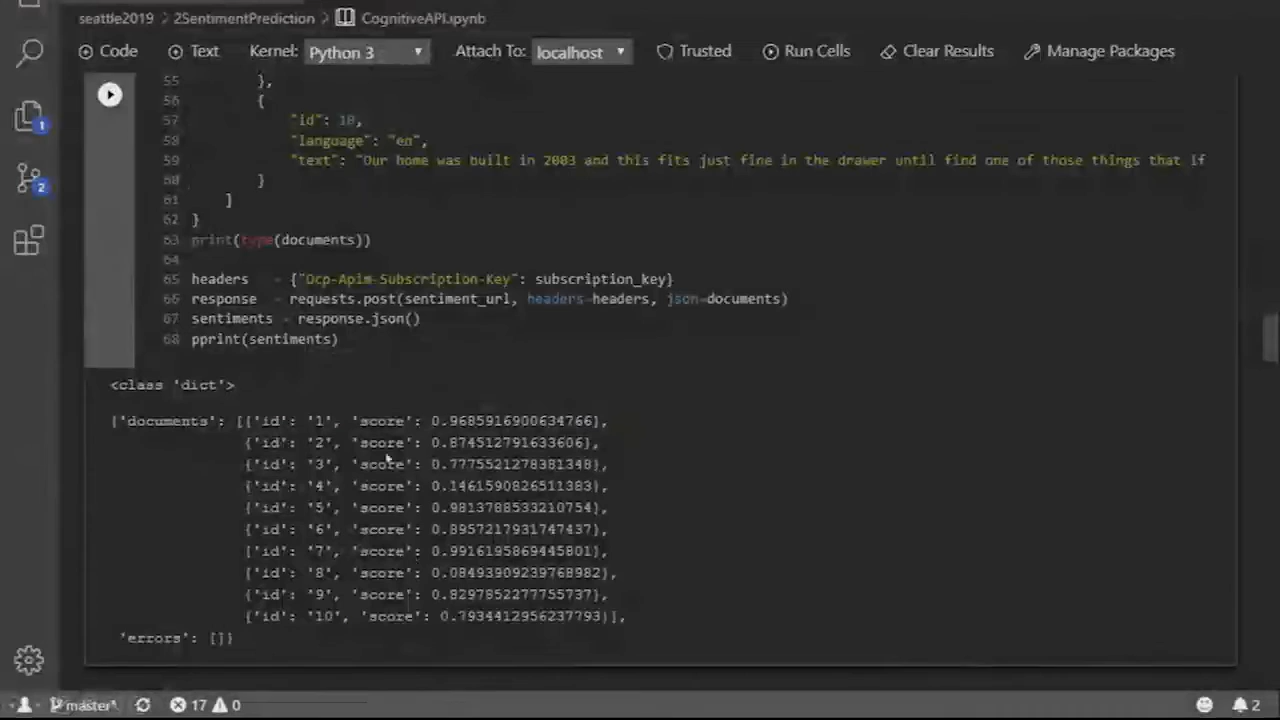 seattle2019 > 2SentimentPrediction > CognitiveAPI.ipynb
Code Text Kernel: Python 3 Attach To: localhost Trusted Run Cells Clear Results Manage Packages
55 },
56 {
57 "id": 10,
58 "language": "en",
59 "text": "Our home was built in 2003 and this fits just fine in the drawer until find one of those things that if
60 }
61 ]
62 }
63 print(type(documents))
64
65 headers = {"Ocp-Apim-Subscription-Key": subscription_key}
66 response = requests.post(sentiment_url, headers=headers, json=documents)
67 sentiments = response.json()
68 pprint(sentiments)
<class 'dict'>
{'documents': [{'id': '1', 'score': 0.9685916900634766},
{'id': '2', 'score': 0.874512791633606},
{'id': '3', 'score': 0.7775521278381348},
{'id': '4', 'score': 0.1461590826511383},
{'id': '5', 'score': 0.9813788533210754},
{'id': '6', 'score': 0.8957217931747437},
{'id': '7', 'score': 0.9916195869445801},
{'id': '8', 'score': 0.08493909239768982},
{'id': '9', 'score': 0.8297852277755737},
{'id': '10', 'score': 0.7934412956237793}],
'errors': []}
1
2
master* 17 0 2